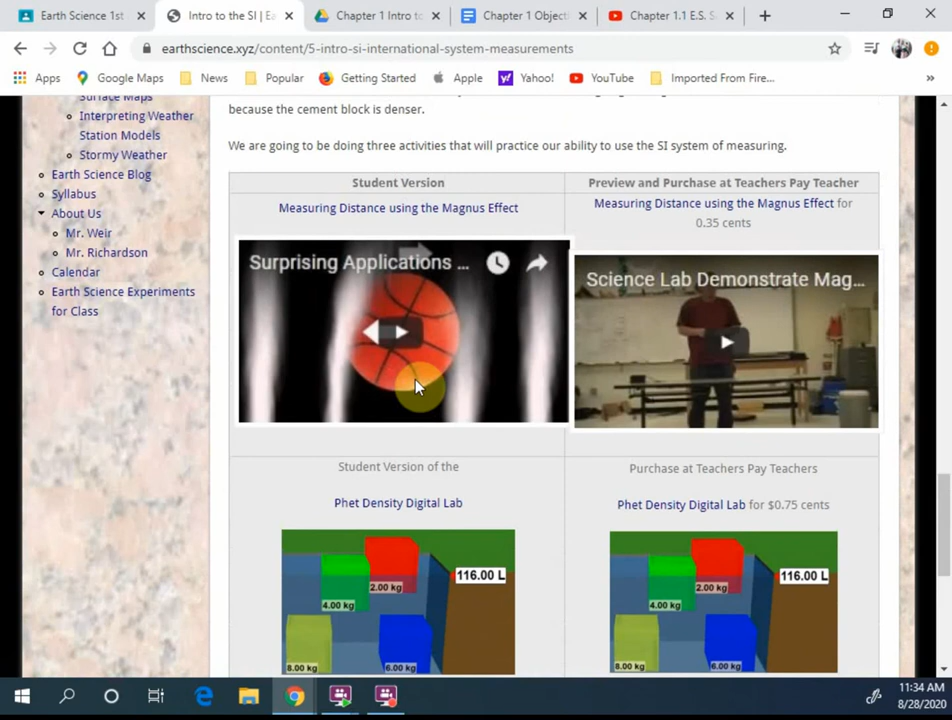 Earth Science 1st
Intro to the SI | Ea
Chapter 1 Intro to
Chapter 1 Objecti
Chapter 1.1 E.S. S
earthscience.xyz/content/5-intro-si-international-system-measurements
Apps
Google Maps
News
Popular
Getting Started
Apple
Yahoo!
YouTube
Imported From Fire...
Surface Maps
Interpreting Weather
Station Models
Stormy Weather
Earth Science Blog
Syllabus
About Us
Mr. Weir
Mr. Richardson
Calendar
Earth Science Experiments
for Class
because the cement block is denser.
We are going to be doing three activities that will practice our ability to use the SI system of measuring.
Student Version
Preview and Purchase at Teachers Pay Teacher
Measuring Distance using the Magnus Effect
Measuring Distance using the Magnus Effect for
0.35 cents
Surprising Applications ...
Science Lab Demonstrate Mag...
Student Version of the
Purchase at Teachers Pay Teachers
Phet Density Digital Lab
Phet Density Digital Lab for $0.75 cents
116.00 L
2.00 kg
4.00 kg
8.00 kg
6.00 kg
116.00 L
2.00 kg
4.00 kg
8.00 kg
6.00 kg
11:34 AM
8/28/2020